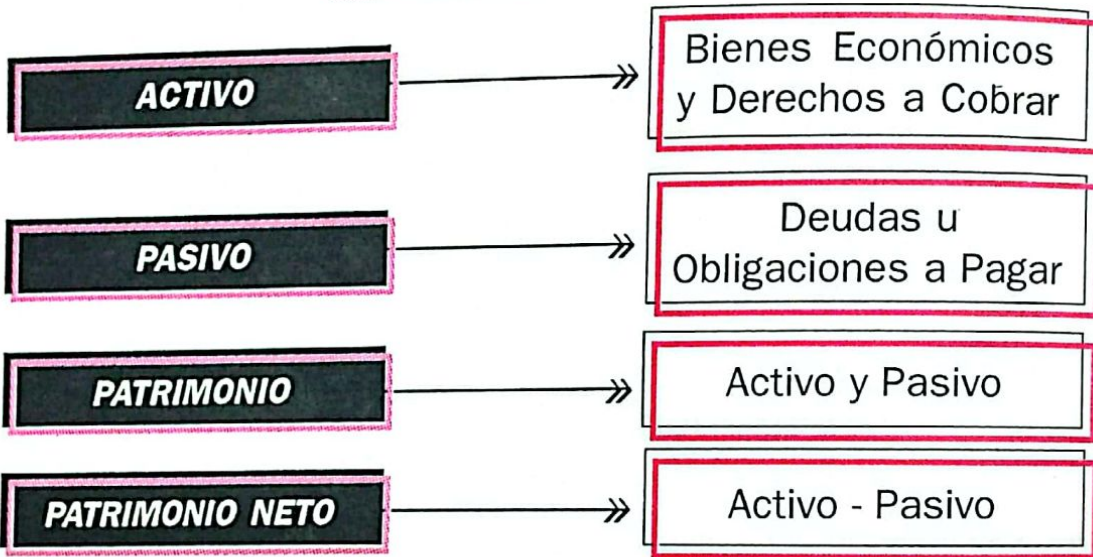 ACTIVO
Bienes Económicos
y Derechos a Cobrar
PASIVO
Deudas u
Obligaciones a Pagar
PATRIMONIO
Activo y Pasivo
PATRIMONIO NETO
Activo - Pasivo